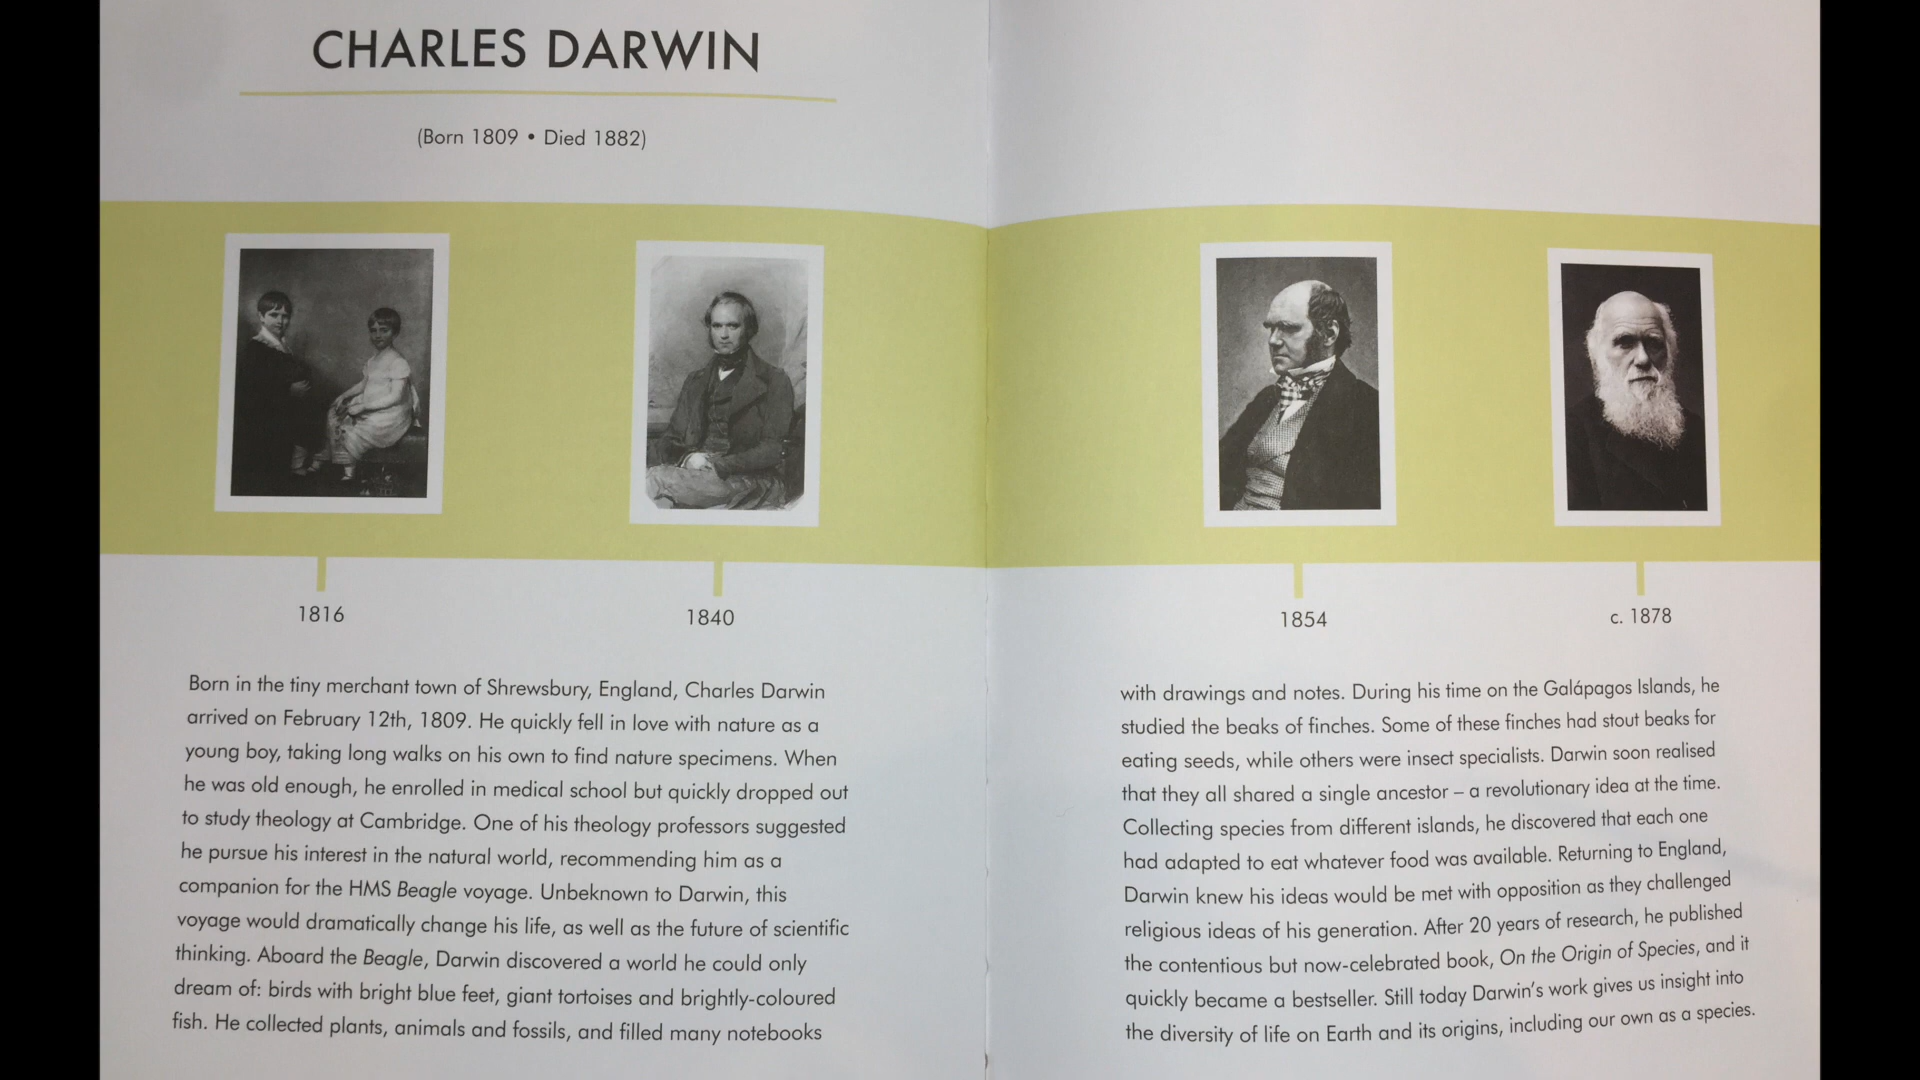 CHARLES DARWIN
(Born 1809 • Died 1882)
1816
1840
1854
c. 1878
Born in the tiny merchant town of Shrewsbury, England, Charles Darwin
arrived on February 12th, 1809. He quickly fell in love with nature as a
young boy, taking long walks on his own to find nature specimens. When
he was old enough, he enrolled in medical school but quickly dropped out
to study theology at Cambridge. One of his theology professors suggested
he pursue his interest in the natural world, recommending him as a
companion for the HMS Beagle voyage. Unbeknown to Darwin, this
voyage would dramatically change his life, as well as the future of scientific
thinking. Aboard the Beagle, Darwin discovered a world he could only
dream of: birds with bright blue feet, giant tortoises and brightly-coloured
fish. He collected plants, animals and fossils, and filled many notebooks
with drawings and notes. During his time on the Galápagos Islands, he
studied the beaks of finches. Some of these finches had stout beaks for
eating seeds, while others were insect specialists. Darwin soon realised
that they all shared a single ancestor – a revolutionary idea at the time.
Collecting species from different islands, he discovered that each one
had adapted to eat whatever food was available. Returning to England,
Darwin knew his ideas would be met with opposition as they challenged
religious ideas of his generation. After 20 years of research, he published
the contentious but now-celebrated book, On the Origin of Species, and it
quickly became a bestseller. Still today Darwin's work gives us insight into
the diversity of life on Earth and its origins, including our own as a species.